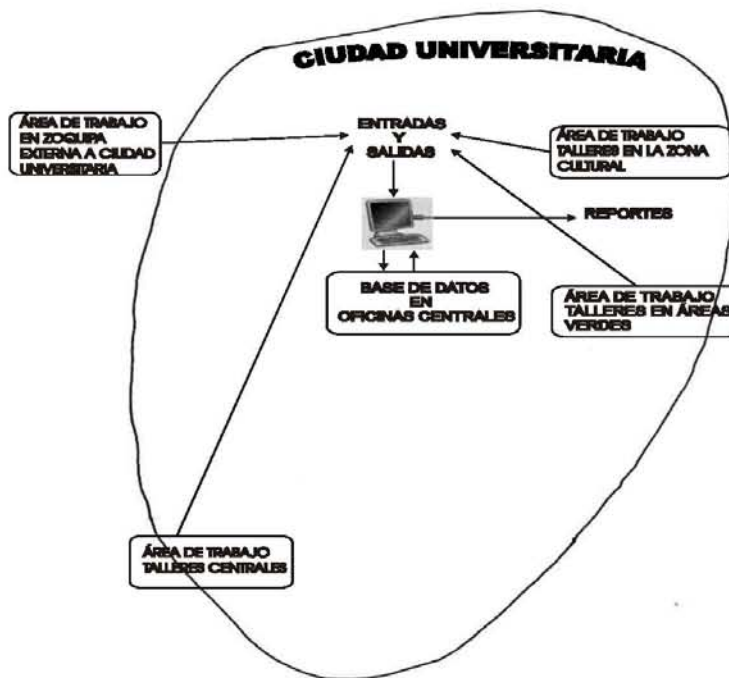 CIUDAD UNIVERSITARIA
ÁREA DE TRABAJO
EN ZOQUIPA
EXTERNA A CIUDAD
UNIVERSITARIA
ENTRADAS
Y
SALIDAS
ÁREA DE TRABAJO
TALLERES EN LA ZONA
CULTURAL
REPORTES
BASE DE DATOS
EN
OFICINAS CENTRALES
ÁREA DE TRABAJO
TALLERES EN ÁREAS
VERDES
ÁREA DE TRABAJO
TALLERES CENTRALES